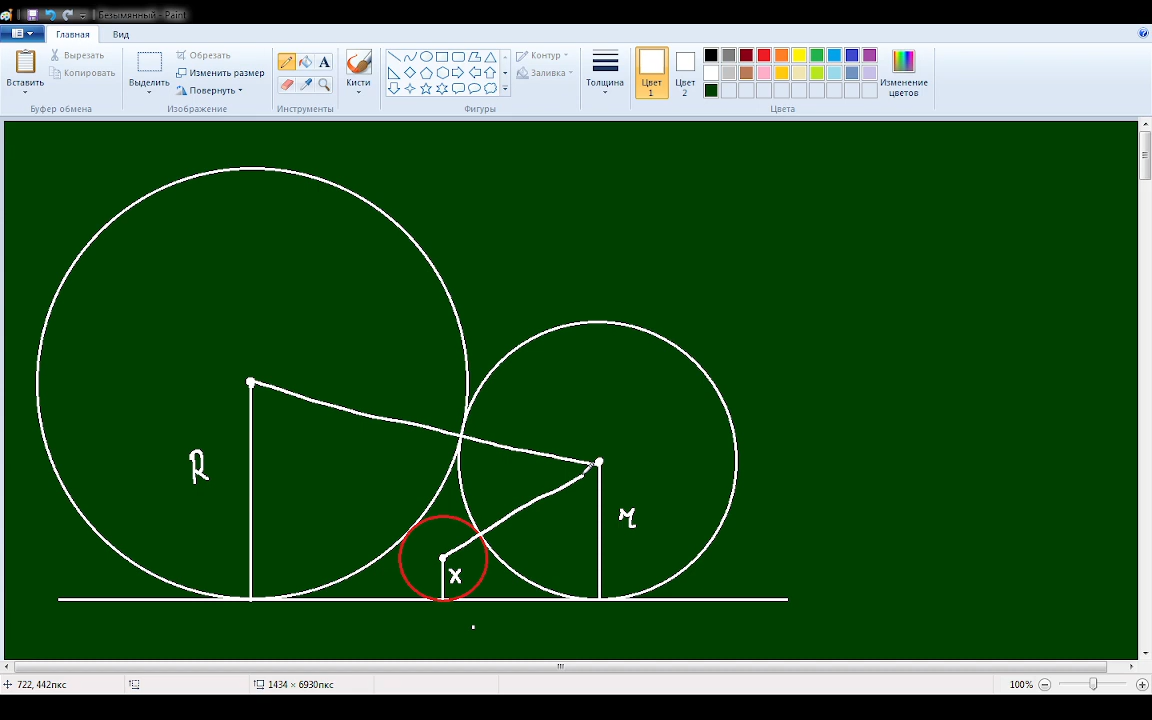 Безымянный - Paint
Главная Вид
Вставить
Вырезать
Копировать
Буфер обмена
Выделить
Обрезать
Изменить размер
Повернуть
Изображение
A
Инструменты
Кисти
Контур
Заливка
Фигуры
Толщина
Цвет 1
Цвет 2
Изменение цветов
Цвета
R
r
x
722, 442пкс
1434 × 6930пкс
100%